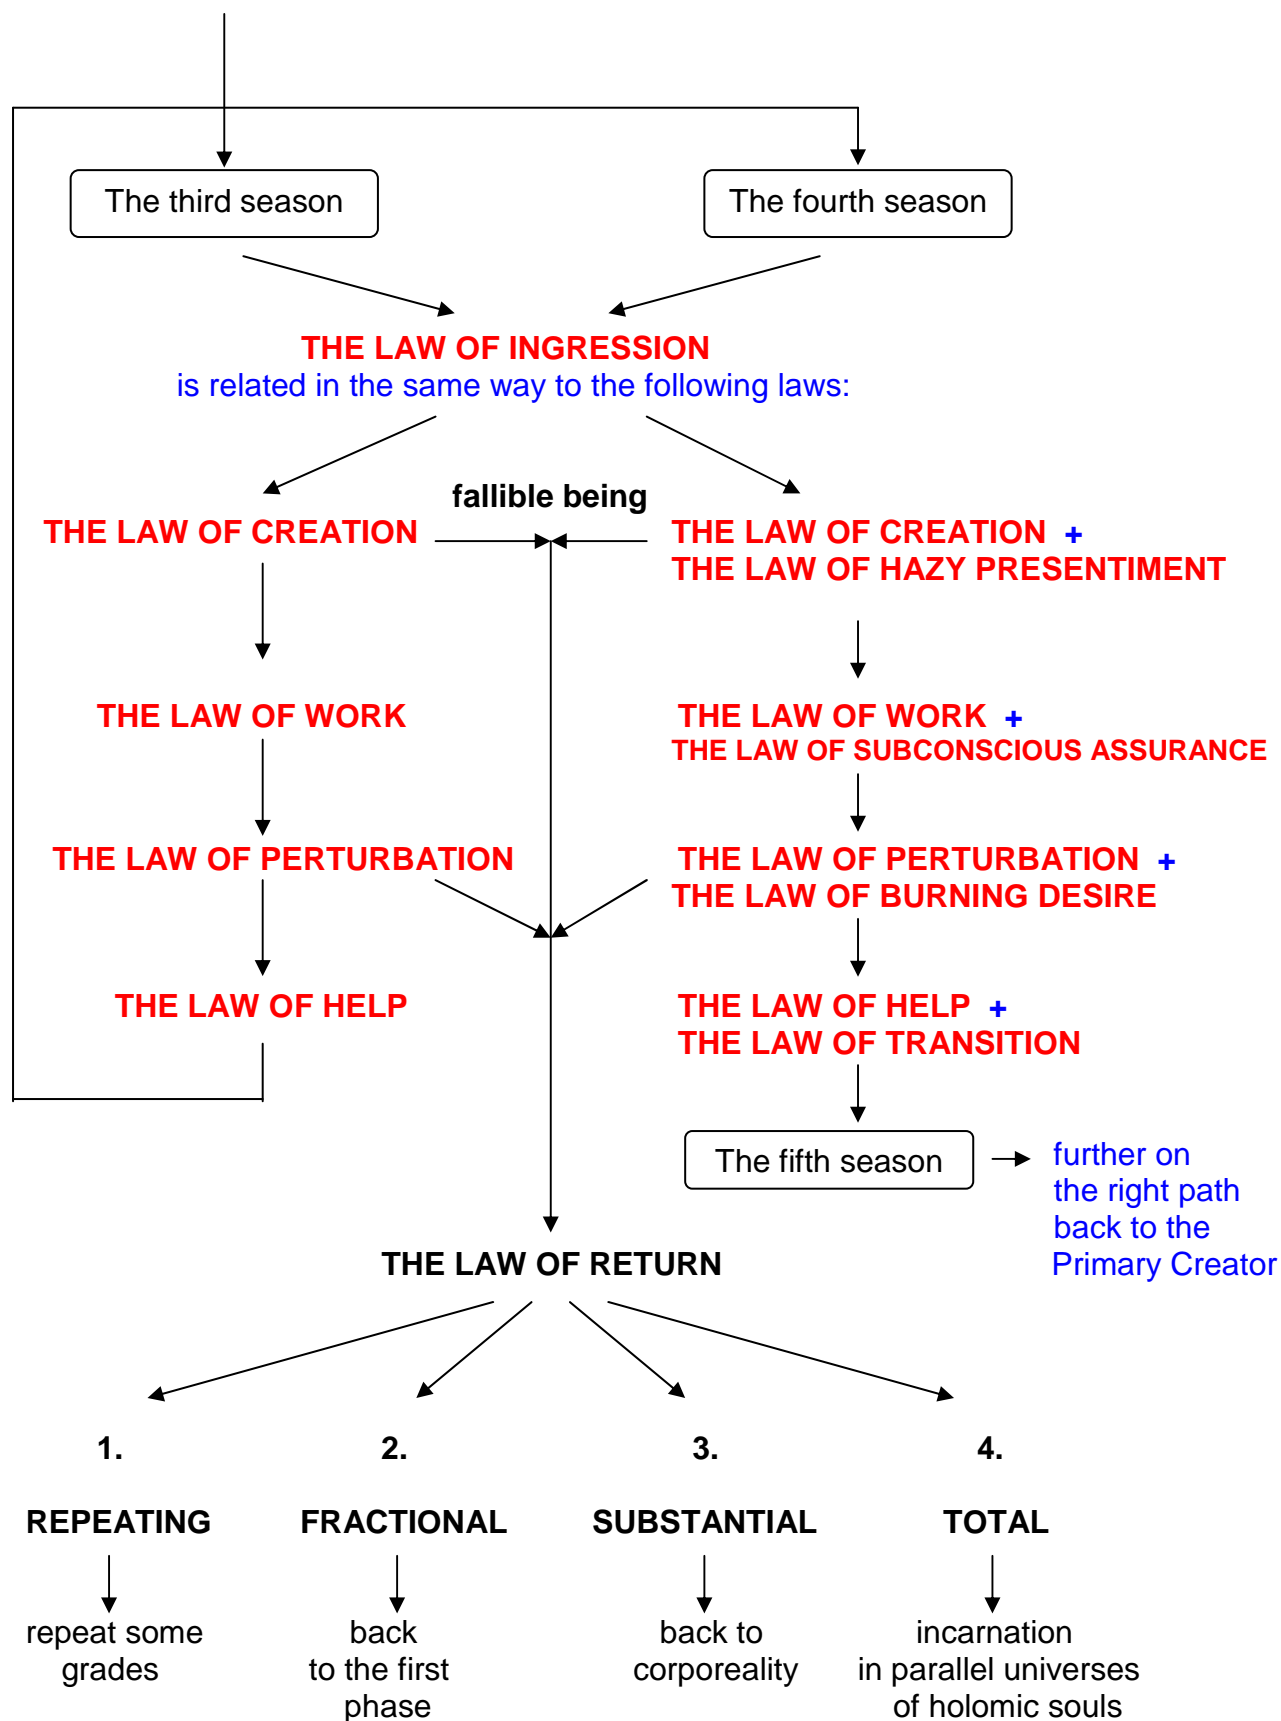 The third season
The fourth season
THE LAW OF INGRESSION
is related in the same way to the following laws:
fallible being
THE LAW OF CREATION
THE LAW OF CREATION +
THE LAW OF HAZY PRESENTIMENT
THE LAW OF WORK
THE LAW OF WORK +
THE LAW OF SUBCONSCIOUS ASSURANCE
THE LAW OF PERTURBATION
THE LAW OF PERTURBATION +
THE LAW OF BURNING DESIRE
THE LAW OF HELP
THE LAW OF HELP +
THE LAW OF TRANSITION
The fifth season
further on
the right path
back to the
Primary Creator
THE LAW OF RETURN
1.
2.
3.
4.
REPEATING
FRACTIONAL
SUBSTANTIAL
TOTAL
repeat some
grades
back
to the first
phase
back to
corporeality
incarnation
in parallel universes
of holomic souls